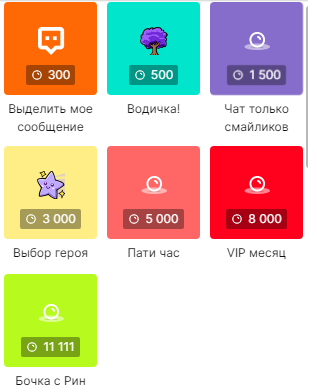 300
500
1 500
Выделить мое
сообщение
Водичка!
Чат только
смайликов
3 000
5 000
8 000
Выбор героя
Пати час
VIP месяц
11 111
Бочка с Рин